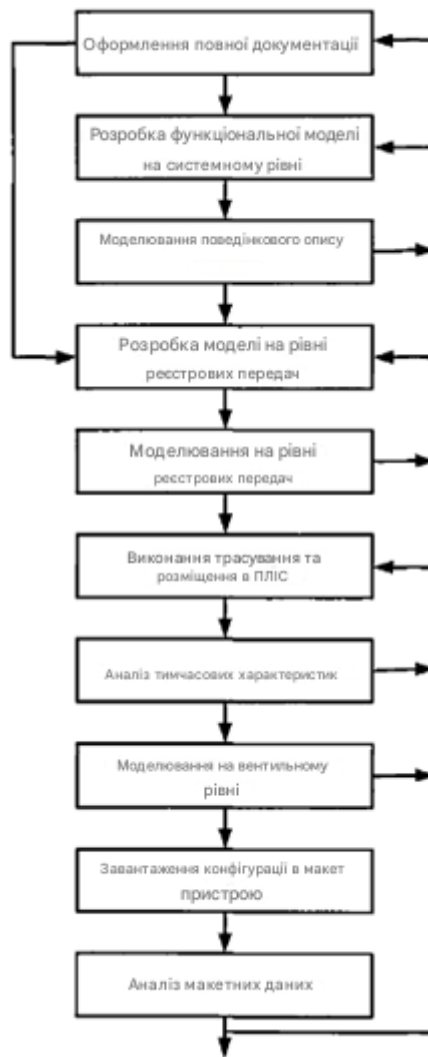 Оформлення повної документації
Розробка функціональної моделі
на системному рівні
Моделювання поведінкового опису
Розробка моделі на рівні
реєстрових передач
Моделювання на рівні
реєстрових передач
Виконання трасування та
розміщення в ПЛІС
Аналіз тимчасових характеристик
Моделювання на вентильному
рівні
Завантаження конфігурації в макет
пристрою
Аналіз макетних даних